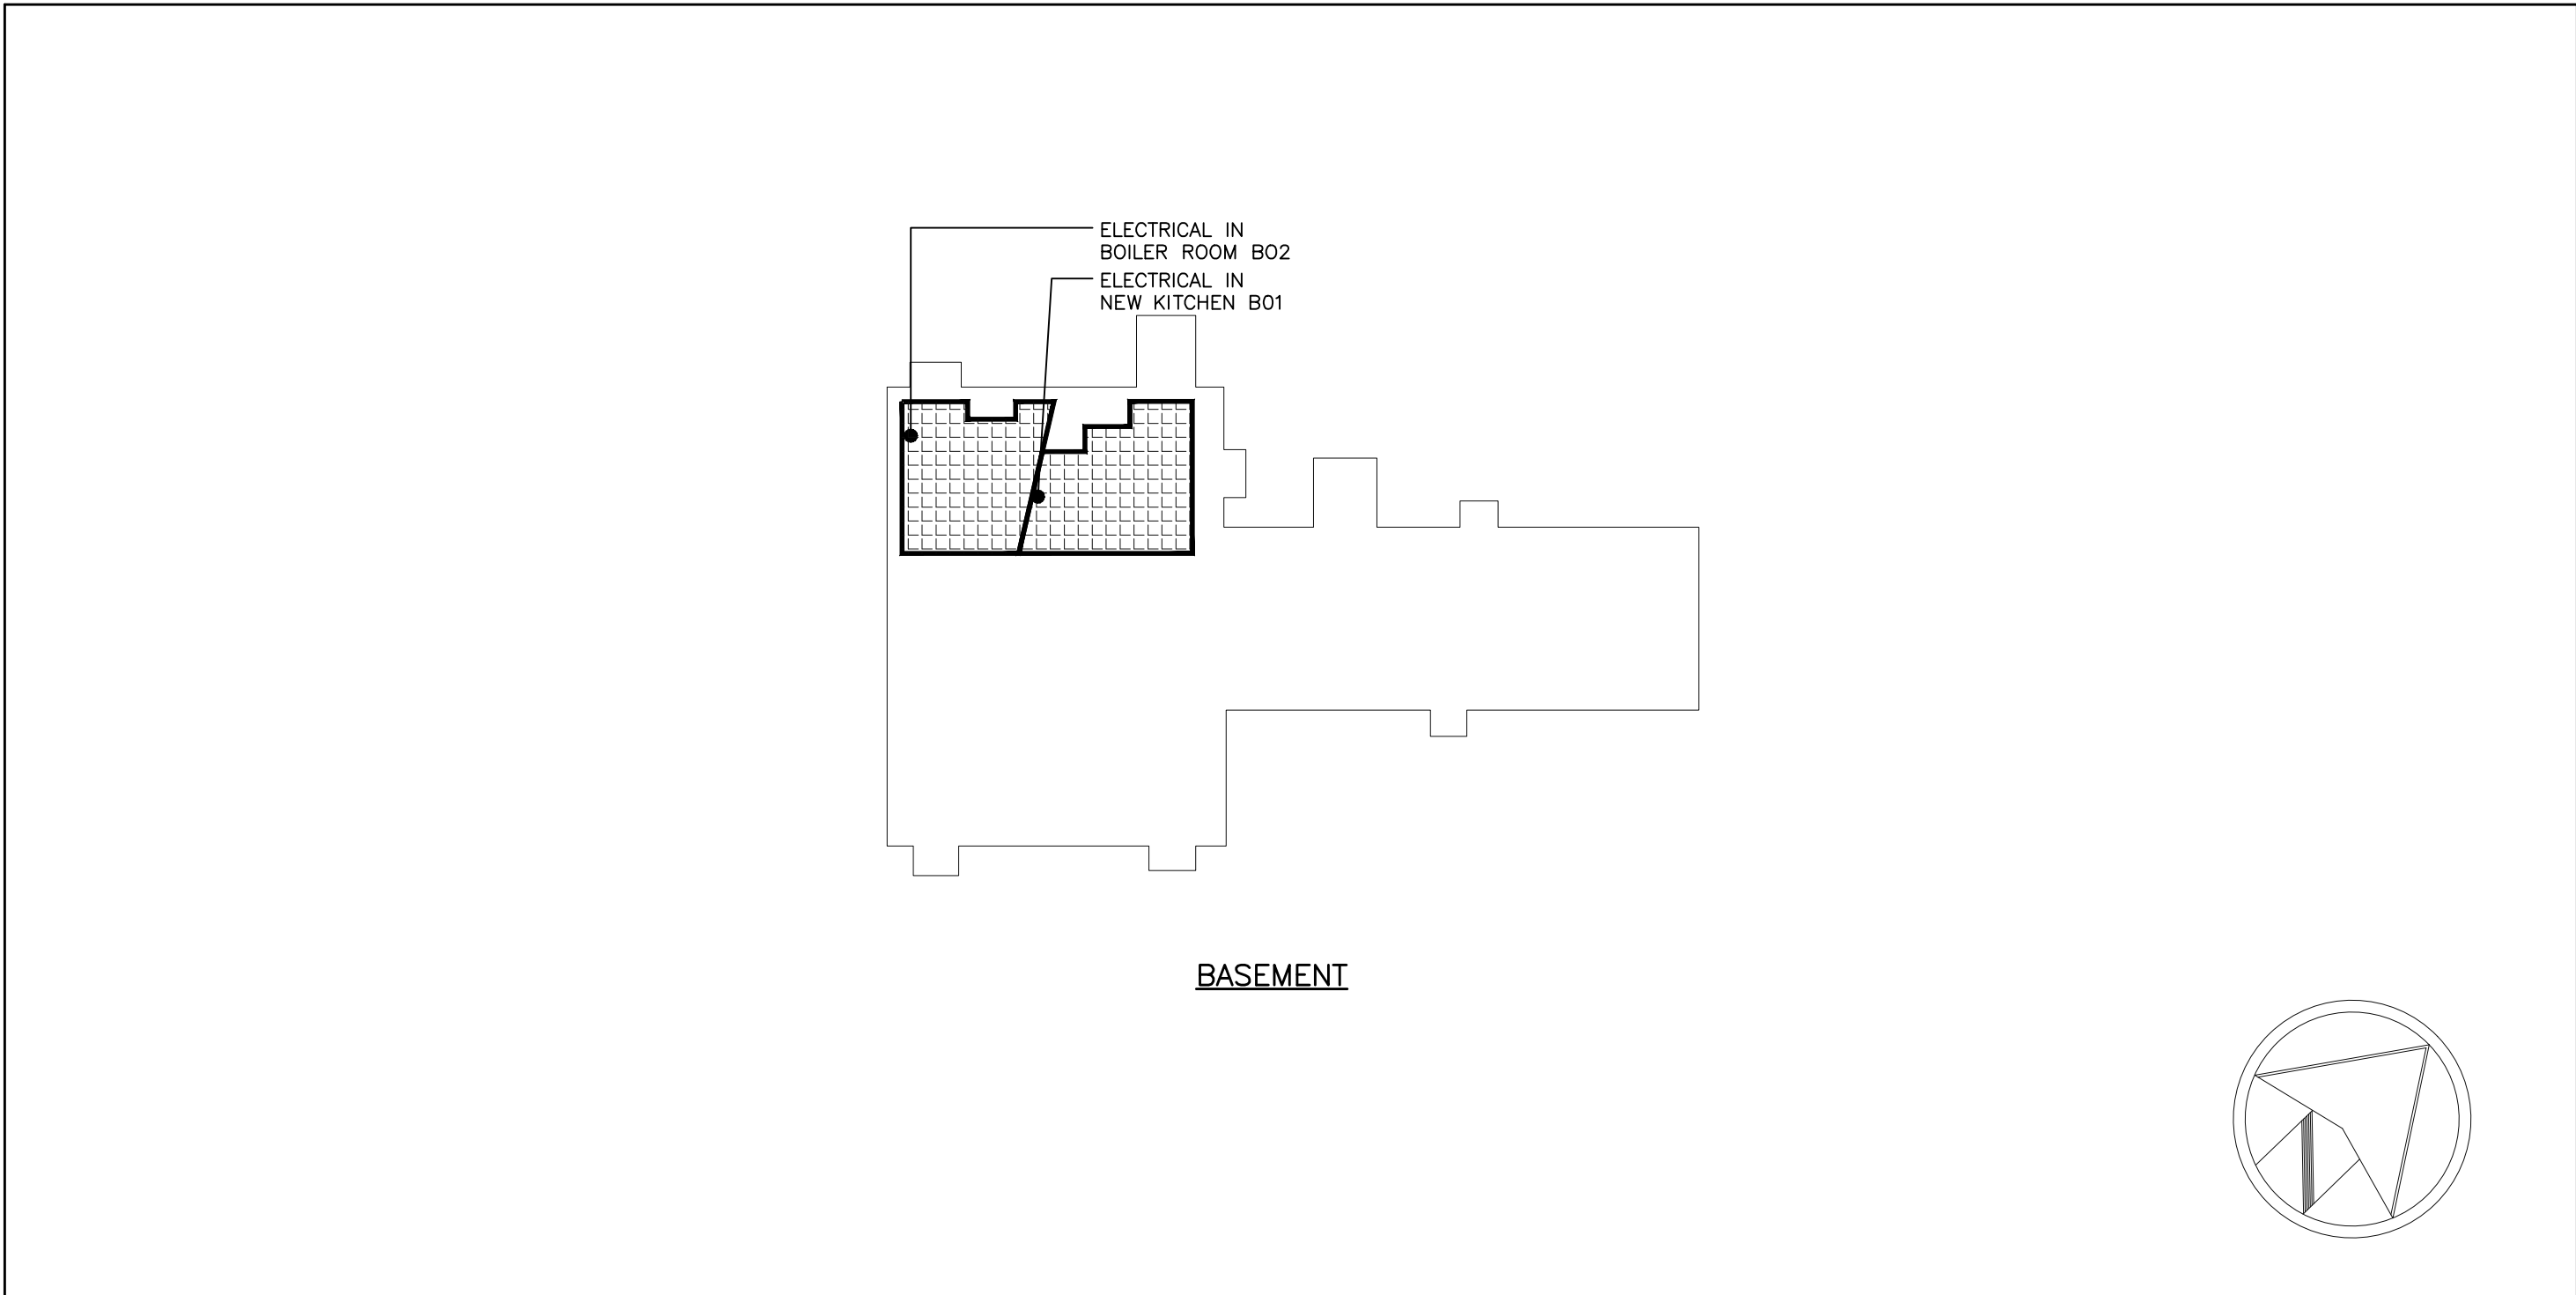 ELECTRICAL IN
BOILER ROOM B02
ELECTRICAL IN
NEW KITCHEN B01
BASEMENT